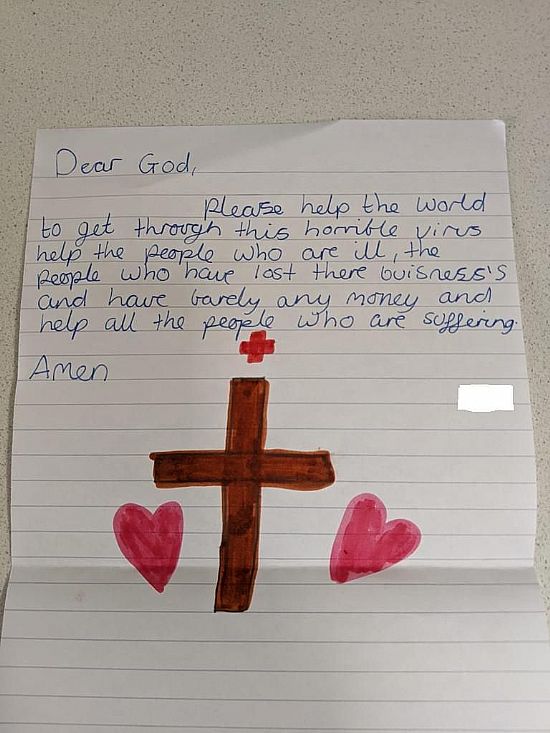 Dear God,
please help the world
to get through this horrible virus
help the people who are ill, the
people who have lost there buisness's
and have barely any money and
help all the people who are suffering.
Amen